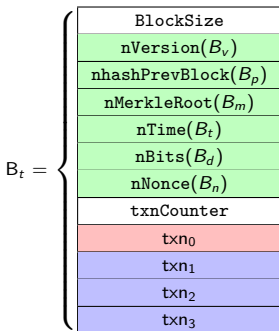 BlockSize
nVersion(B_v)
nhashPrevBlock(B_p)
nMerkleRoot(B_m)
nTime(B_t)
B_t = nBits(B_d)
nNonce(B_n)
txnCounter
txn_0
txn_1
txn_2
txn_3